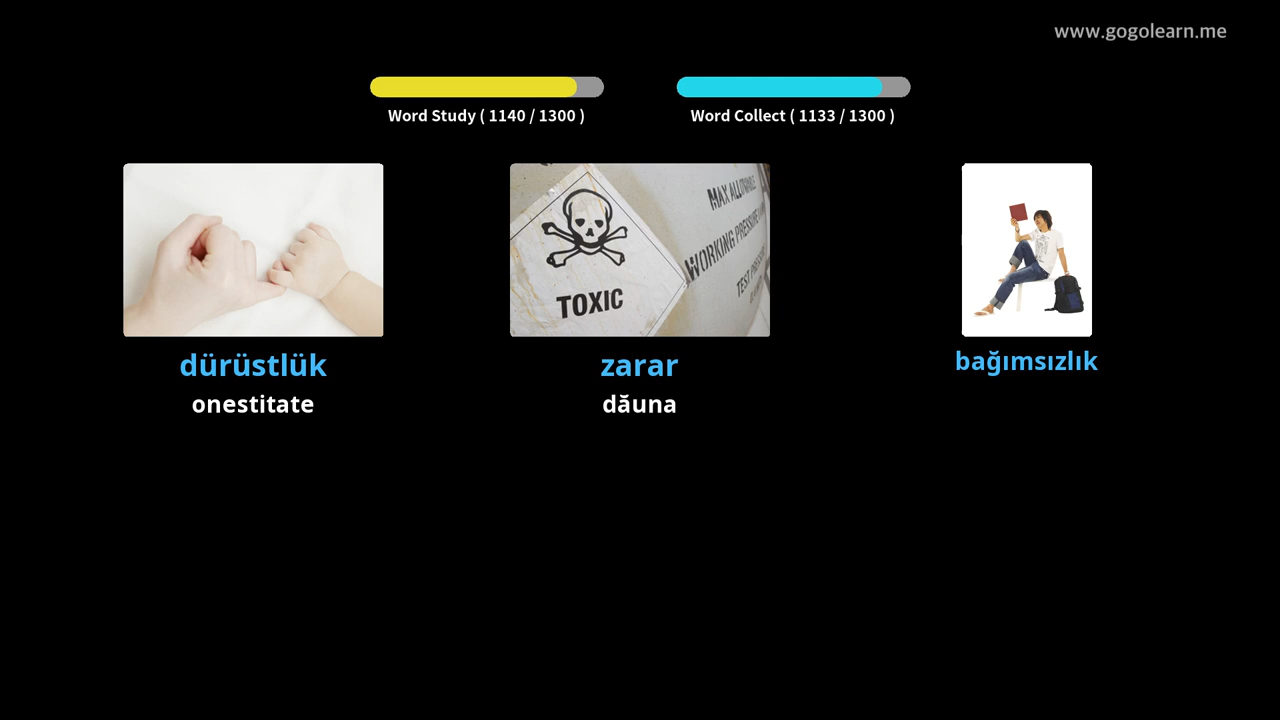 www.gogolearn.me
Word Study ( 1140 / 1300 )
Word Collect ( 1133 / 1300 )
MAX ALLOWABLE
WORKING PRESSURE
TEST
TOXIC
dürüstlük
zarar
bağımsızlık
onestitate
dăuna